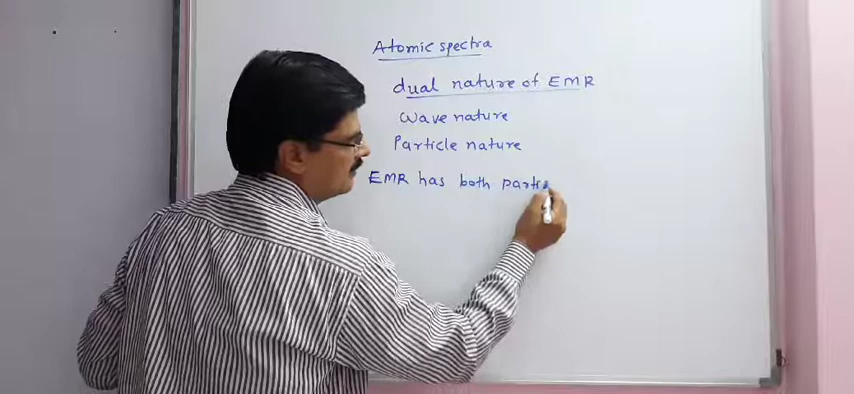 Atomic spectra
dual nature of EMR
Wave nature
Particle nature
EMR has both partic